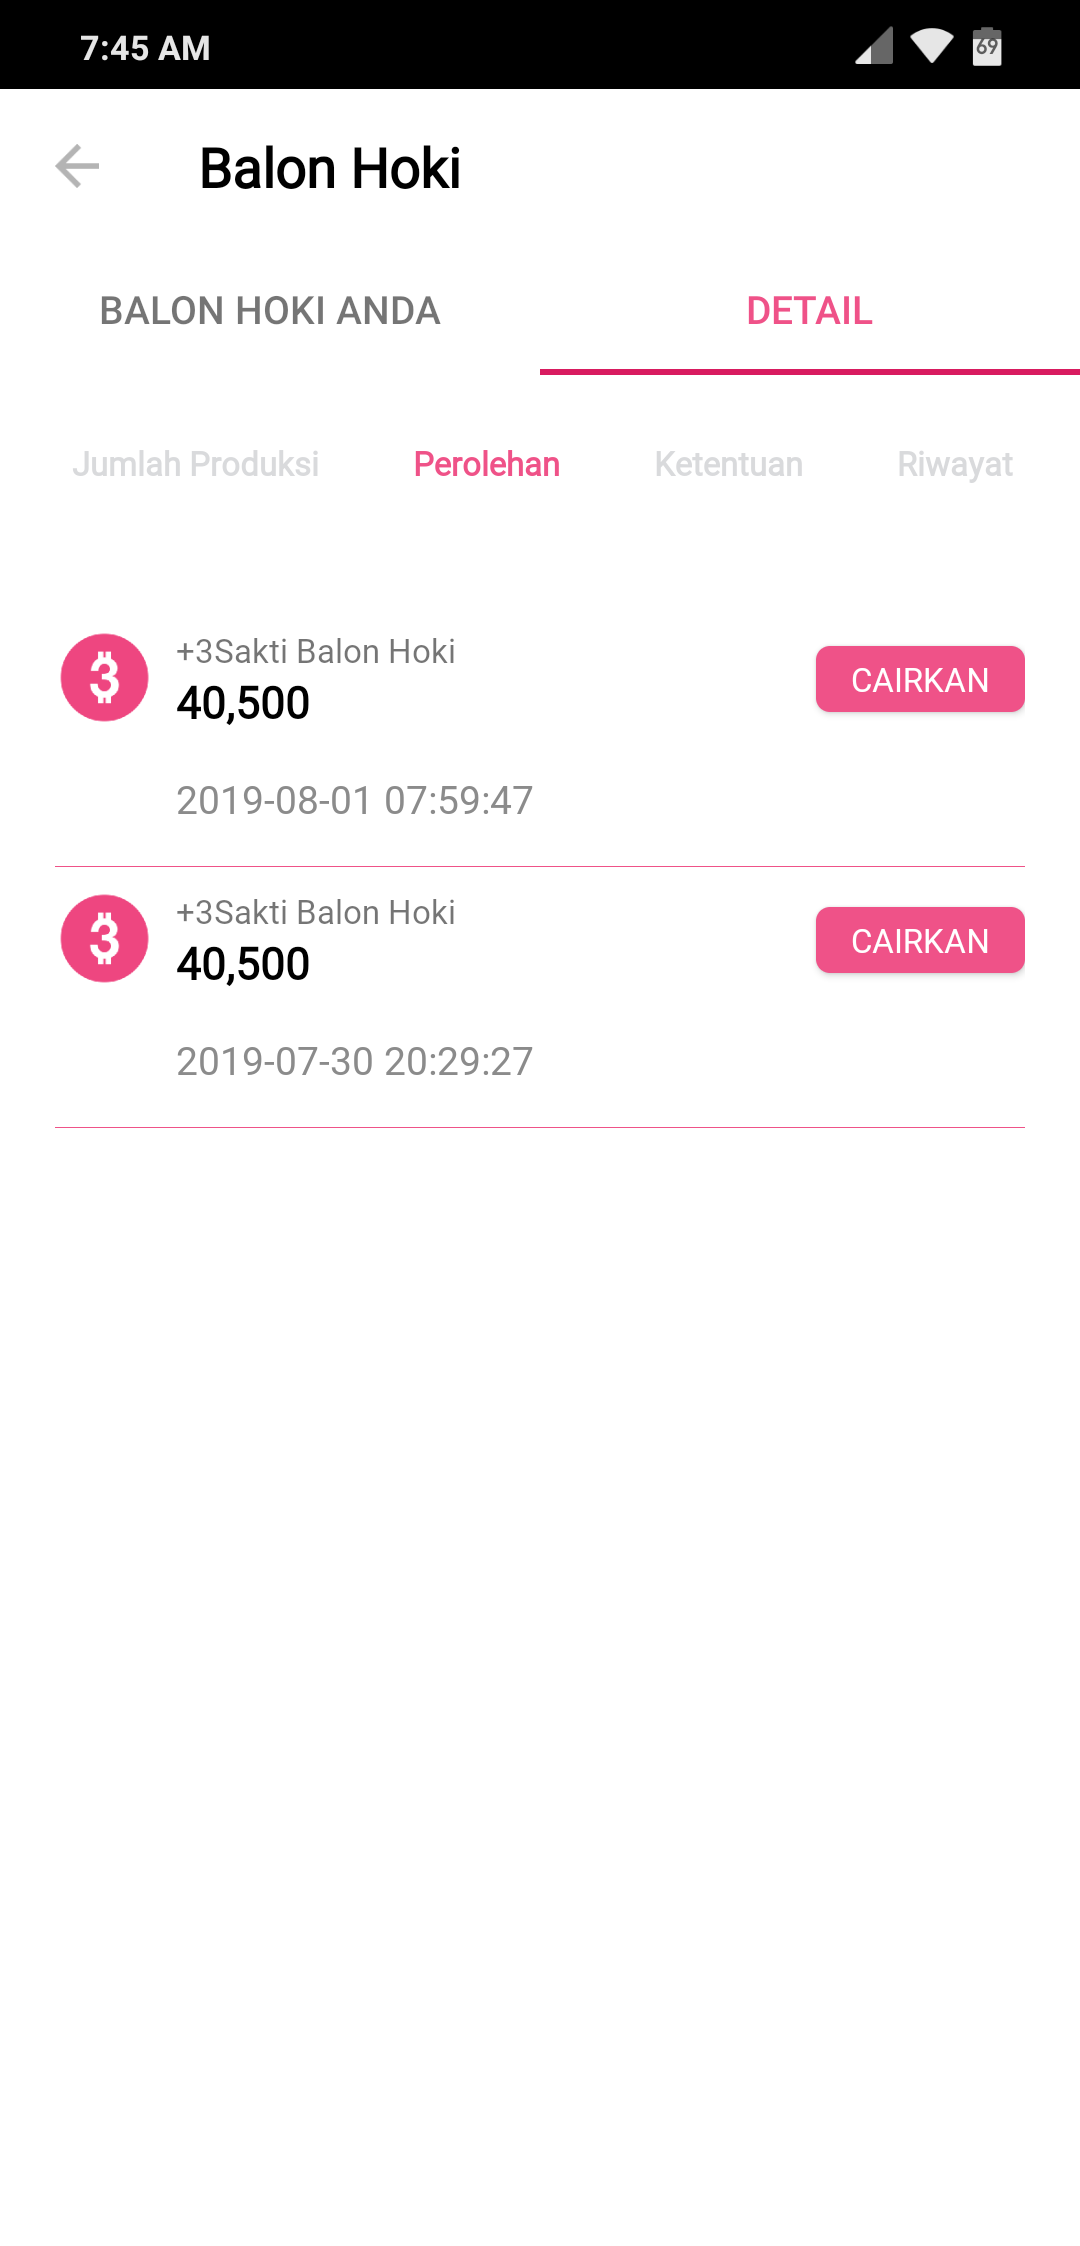 7:45 AM
69
Balon Hoki
BALON HOKI ANDA DETAIL
Jumlah Produksi Perolehan Ketentuan Riwayat
+3Sakti Balon Hoki
40,500
CAIRKAN
2019-08-01 07:59:47
+3Sakti Balon Hoki
40,500
CAIRKAN
2019-07-30 20:29:27